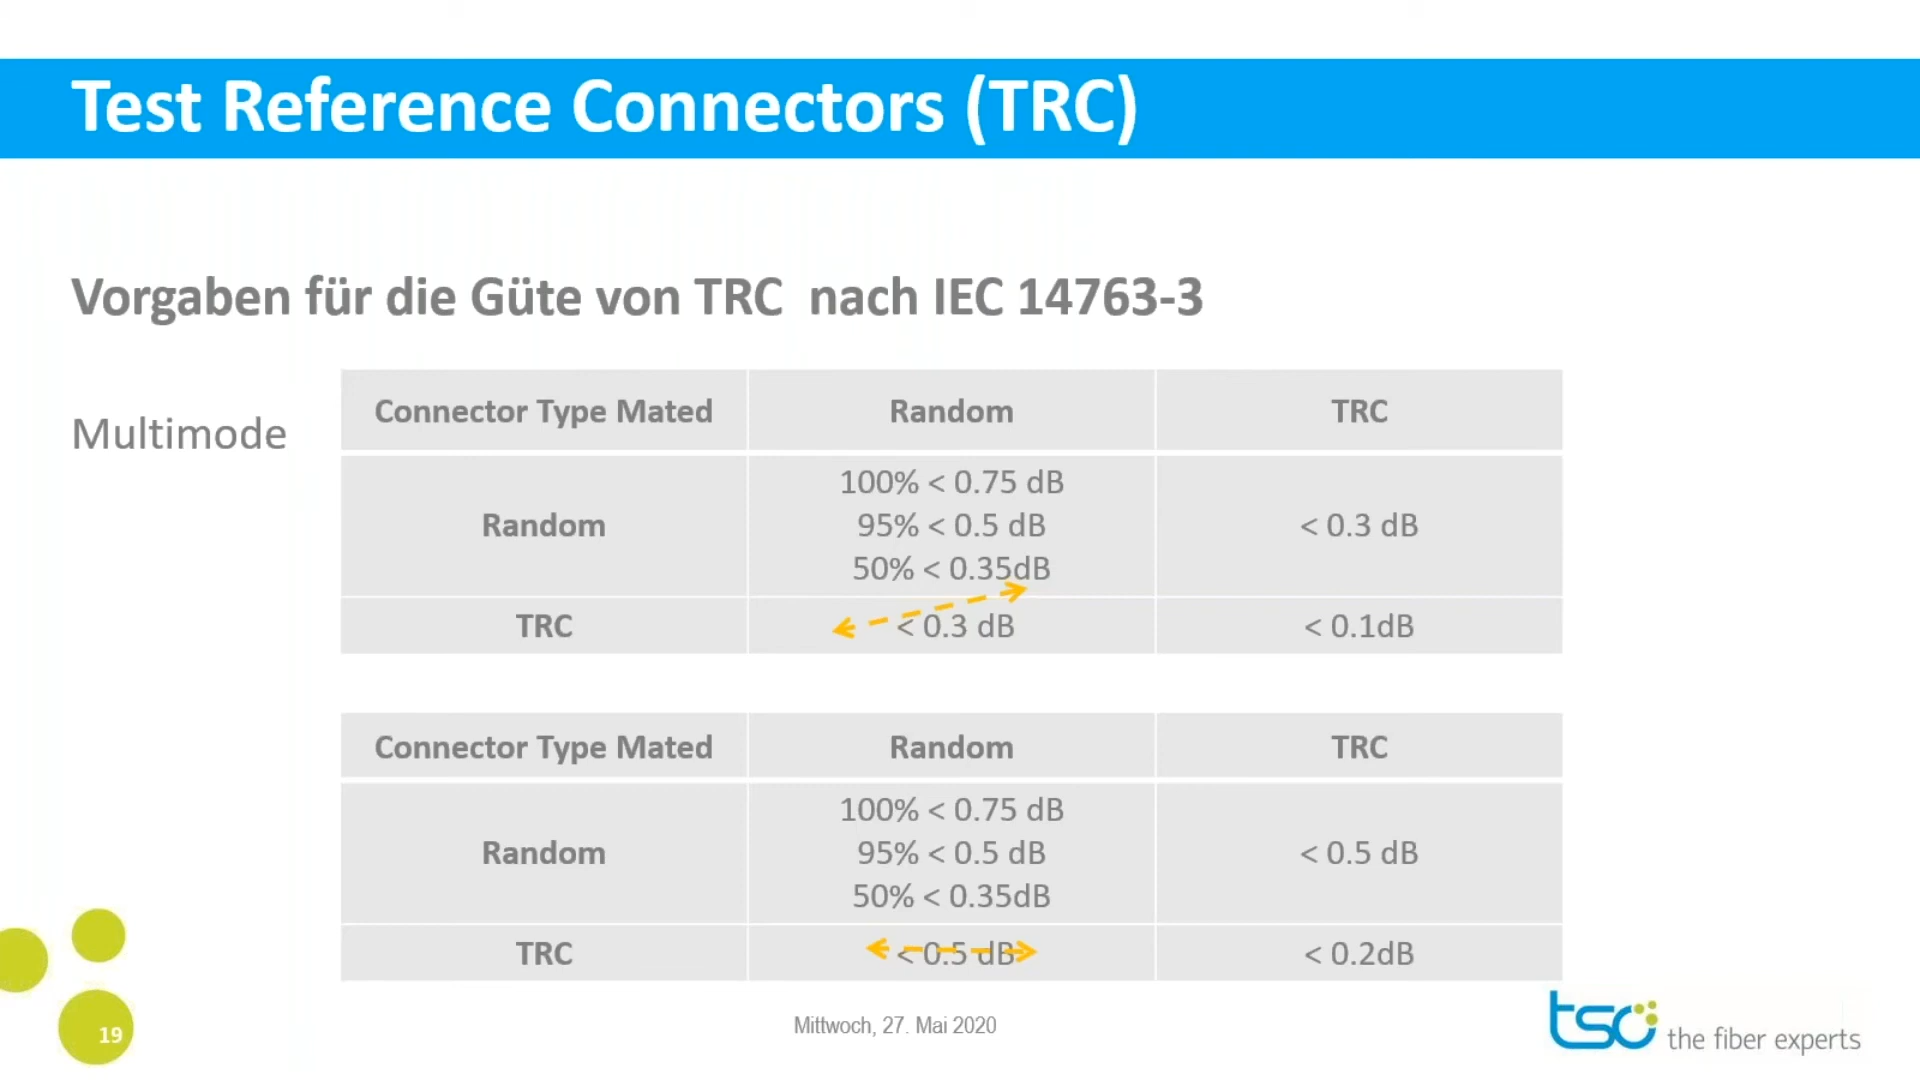 Test Reference Connectors (TRC)
Vorgaben für die Güte von TRC nach IEC 14763-3
Multimode
Connector Type Mated Random TRC
100% < 0.75 dB
Random 95% < 0.5 dB < 0.3 dB
50% < 0.35dB
TRC < 0.3 dB < 0.1dB
Connector Type Mated Random TRC
100% < 0.75 dB
Random 95% < 0.5 dB < 0.5 dB
50% < 0.35dB
TRC < 0.5 dB < 0.2dB
19
Mittwoch, 27. Mai 2020
tso the fiber experts